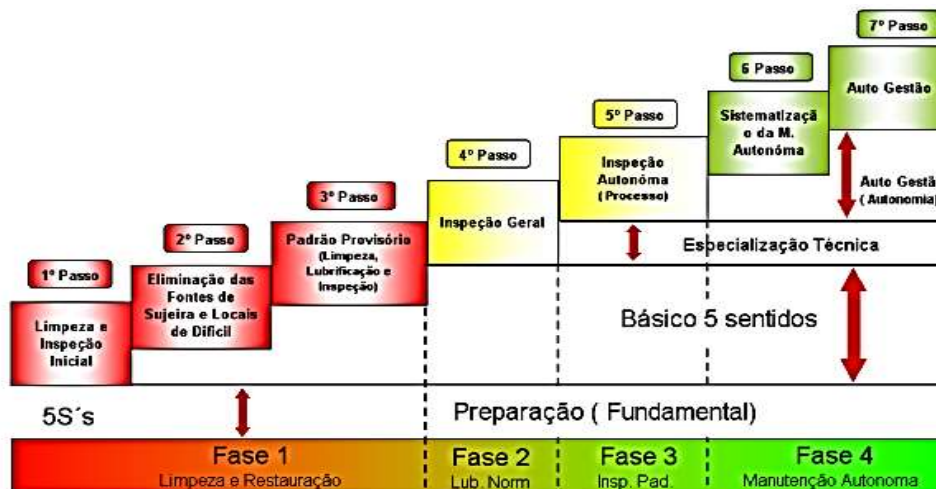 1º Passo
Limpeza e
Inspeção
Inicial
2º Passo
Eliminação das
Fontes de
Sujeira e Locais
de Dificil
3º Passo
Padrão Provisório
(Limpeza,
Lubrificação e
Inspeção)
4º Passo
Inspeção Geral
5º Passo
Inspeção
Autonóma
(Processo)
6 Passo
Sistematizaçã
o da M.
Autonóma
7º Passo
Auto Gestão
Auto Gestã
(Autonomia)
Especialização Técnica
Básico 5 sentidos
5S´s
Preparação ( Fundamental)
Fase 1
Limpeza e Restauração
Fase 2
Lub. Norm
Fase 3
Insp. Pad.
Fase 4
Manutenção Autonoma